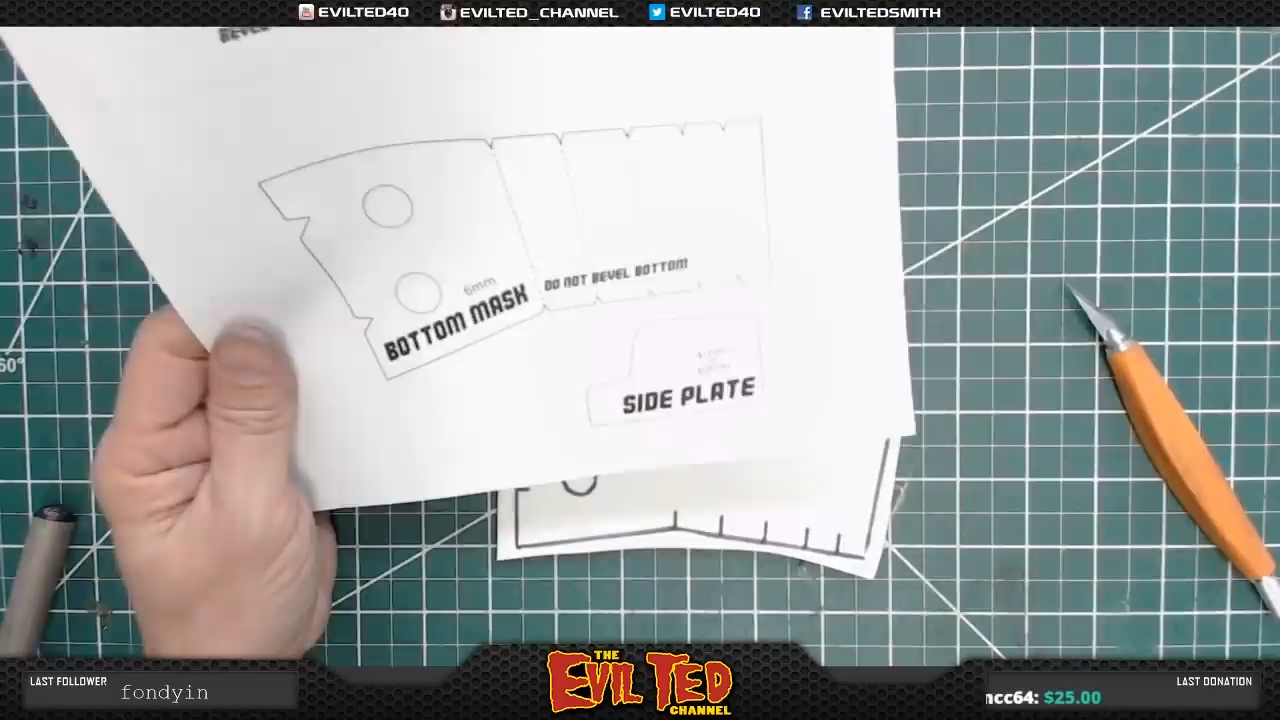 EVILTED40
EVILTED_CHANNEL
EVILTED40
EVILTEDSMITH
6mm
BOTTOM MASK
DO NOT BEVEL BOTTOM
SIDE PLATE
60°
LAST FOLLOWER
fondyin
THE
EVIL TED
CHANNEL
LAST DONATION
ncc64: $25.00